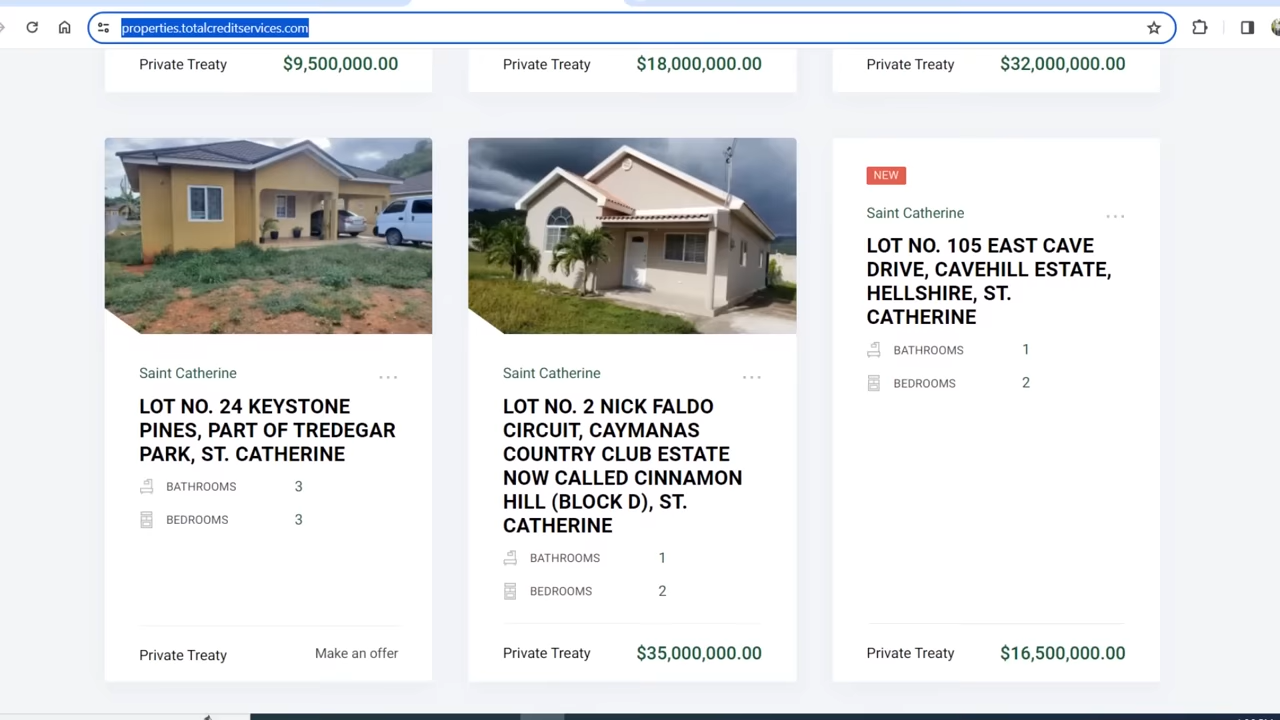 properties.totalcreditservices.com
Private Treaty $9,500,000.00
Private Treaty $18,000,000.00
Private Treaty $32,000,000.00
Saint Catherine
LOT NO. 24 KEYSTONE
PINES, PART OF TREDEGAR
PARK, ST. CATHERINE
BATHROOMS 3
BEDROOMS 3
Private Treaty Make an offer
Saint Catherine
LOT NO. 2 NICK FALDO
CIRCUIT, CAYMANAS
COUNTRY CLUB ESTATE
NOW CALLED CINNAMON
HILL (BLOCK D), ST.
CATHERINE
BATHROOMS 1
BEDROOMS 2
Private Treaty $35,000,000.00
NEW
Saint Catherine
LOT NO. 105 EAST CAVE
DRIVE, CAVEHILL ESTATE,
HELLSHIRE, ST.
CATHERINE
BATHROOMS 1
BEDROOMS 2
Private Treaty $16,500,000.00